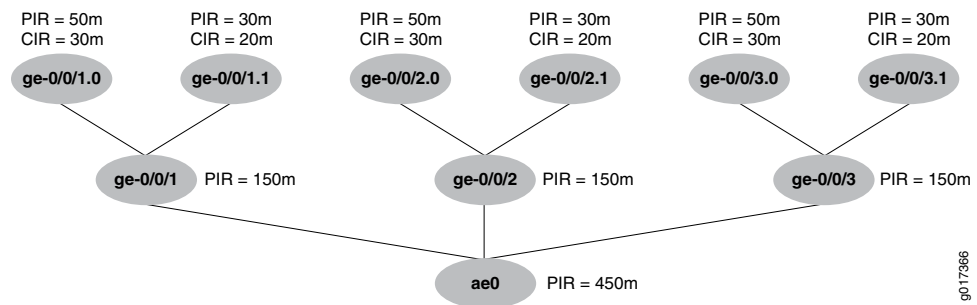 PIR = 50m
CIR = 30m
PIR = 30m
CIR = 20m
PIR = 50m
CIR = 30m
PIR = 30m
CIR = 20m
PIR = 50m
CIR = 30m
PIR = 30m
CIR = 20m
ge-0/0/1.0
ge-0/0/1.1
ge-0/0/2.0
ge-0/0/2.1
ge-0/0/3.0
ge-0/0/3.1
ge-0/0/1
PIR = 150m
ge-0/0/2
PIR = 150m
ge-0/0/3
PIR = 150m
ae0
PIR = 450m
g017366